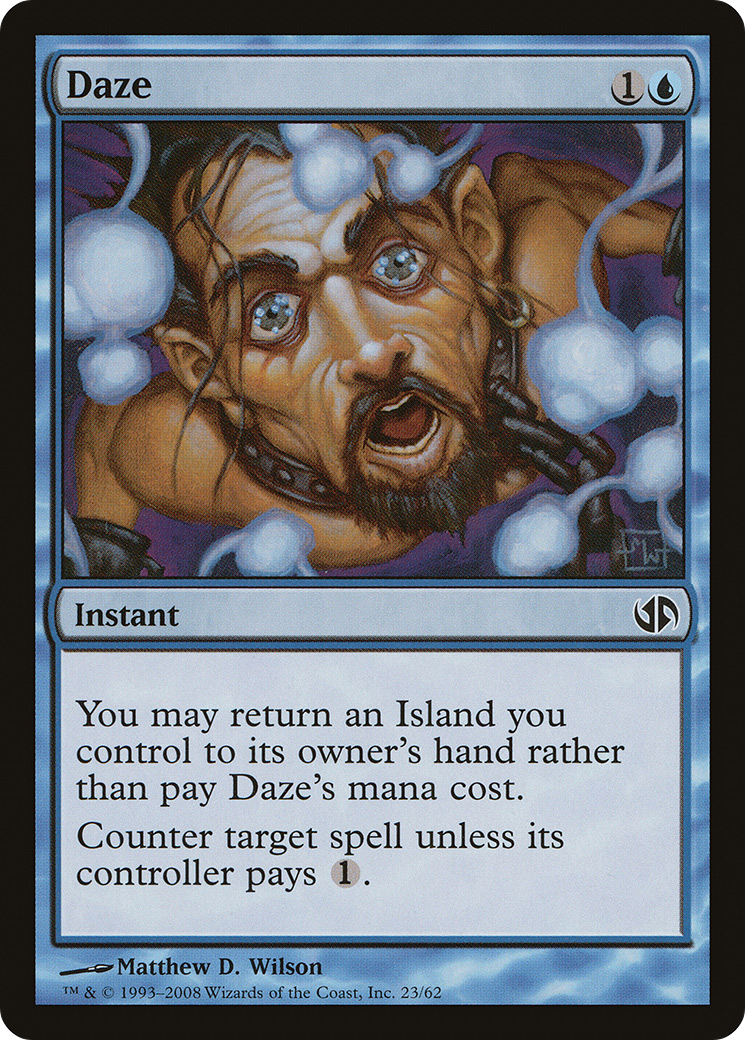 Daze
1
MW
Instant
You may return an Island you
control to its owner's hand rather
than pay Daze's mana cost.
Counter target spell unless its
controller pays 1.
Matthew D. Wilson
™ & © 1993–2008 Wizards of the Coast, Inc. 23/62